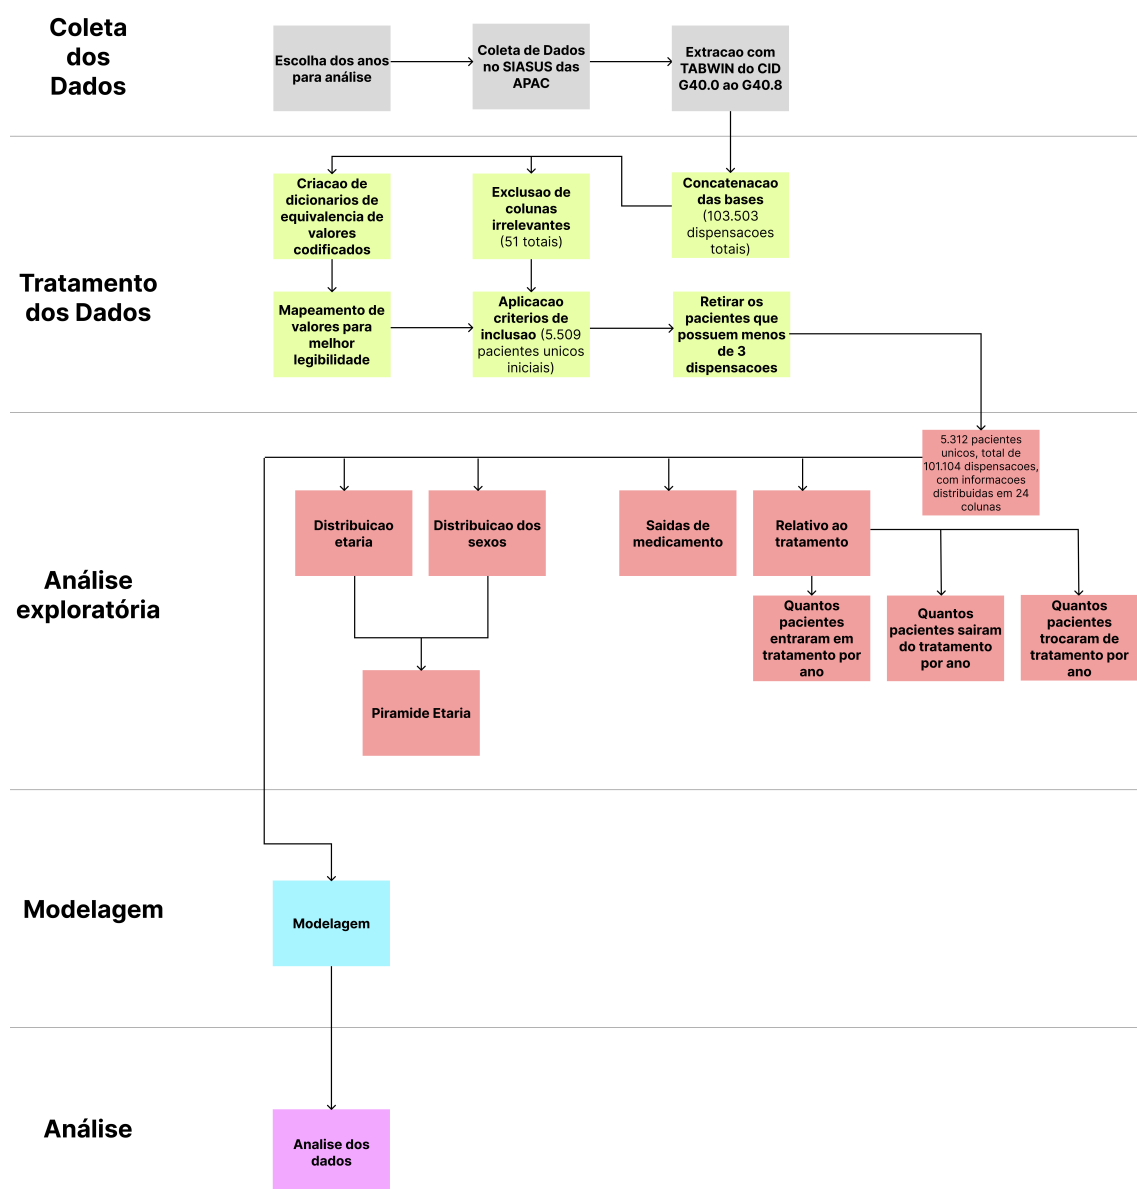 Coleta
dos
Dados
Escolha dos anos
para análise
Coleta de Dados
no SIASUS das
APAC
Extracao com
TABWIN do CID
G40.0 ao G40.8
Tratamento
dos Dados
Criacao de
dicionarios de
equivalencia de
valores
codificados
Exclusao de
colunas
irrelevantes
(51 totais)
Concatenacao
das bases
(103.503
dispensacoes
totais)
Mapeamento de
valores para
melhor
legibilidade
Aplicacao
criterios de
inclusao (5.509
pacientes unicos
iniciais)
Retirar os
pacientes que
possuem menos
de 3
dispensacoes
Análise
exploratória
5.312 pacientes
unicos, total de
101.104 dispensacoes,
com informacoes
distribuidas em 24
colunas
Distribuicao
etaria
Distribuicao dos
sexos
Saidas de
medicamento
Relativo ao
tratamento
Quantos
pacientes
entraram em
tratamento por
ano
Quantos
pacientes sairam
do tratamento
por ano
Quantos
pacientes
trocaram de
tratamento por
ano
Piramide Etaria
Modelagem
Modelagem
Análise
Analise dos
dados